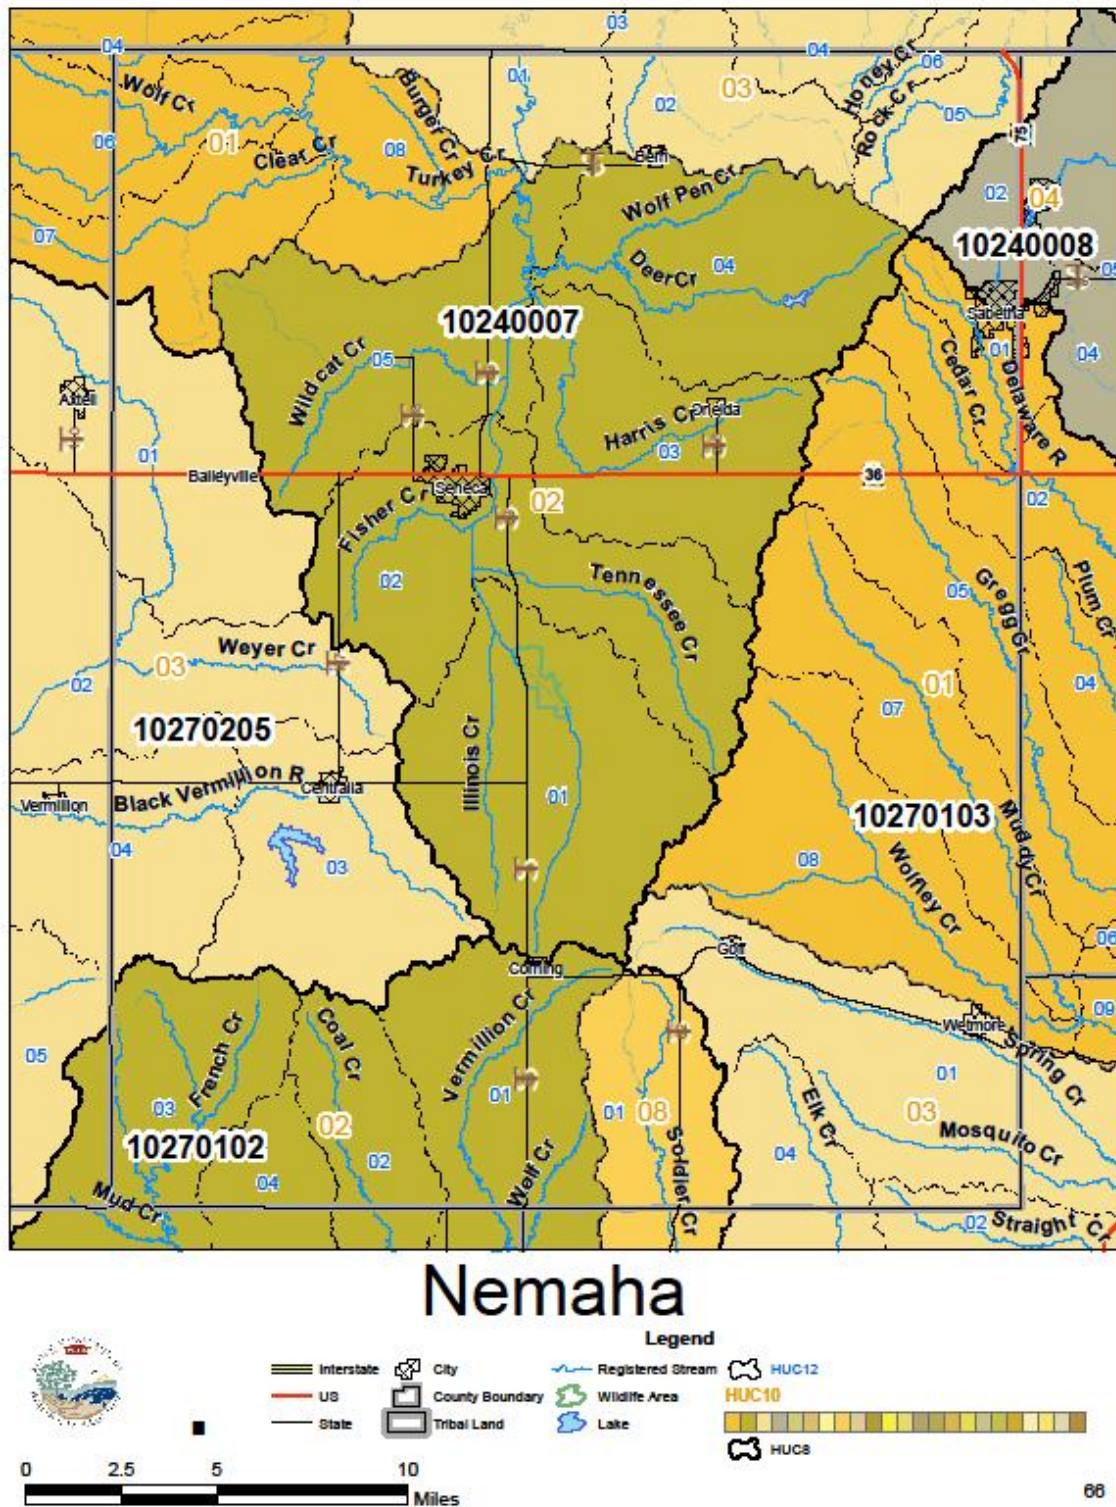 03
04
04
01
Honey Cr
06
Wolf Cr
Burger Cr
02
03
Rock Cr
05
75
06
01
Clear Cr
08
Turkey Cr
Bern
02
04
Wolf Pen Cr
07
Deer Cr
04
10240008
05
10240007
Sabetha
01
04
Wildcat Cr
05
Cedar Cr
Delaware R
Axtell
Harris Cr
Oneida
01
03
Baileyville
36
Seneca
02
02
Fisher Cr
02
Tennessee Cr
05
Gregg Cr
Plum Cr
Weyer Cr
03
02
01
04
07
10270205
Illinois Cr
Black Vermillion R
Centralia
Vermillion
01
10270103
Muddy Cr
04
03
08
Wolfley Cr
06
Goff
Corning
09
Wetmore
French Cr
Coal Cr
Vermillion Cr
Spring Cr
05
03
01
01
08
Elk Cr
01
03
Mosquito Cr
10270102
02
02
04
04
Wolf Cr
Soldier Cr
Mud Cr
02
Straight Cr
Nemaha
Legend
Interstate
City
Registered Stream
HUC12
US
County Boundary
Wildlife Area
HUC10
State
Tribal Land
Lake
HUC8
0 2.5 5 10
Miles
66